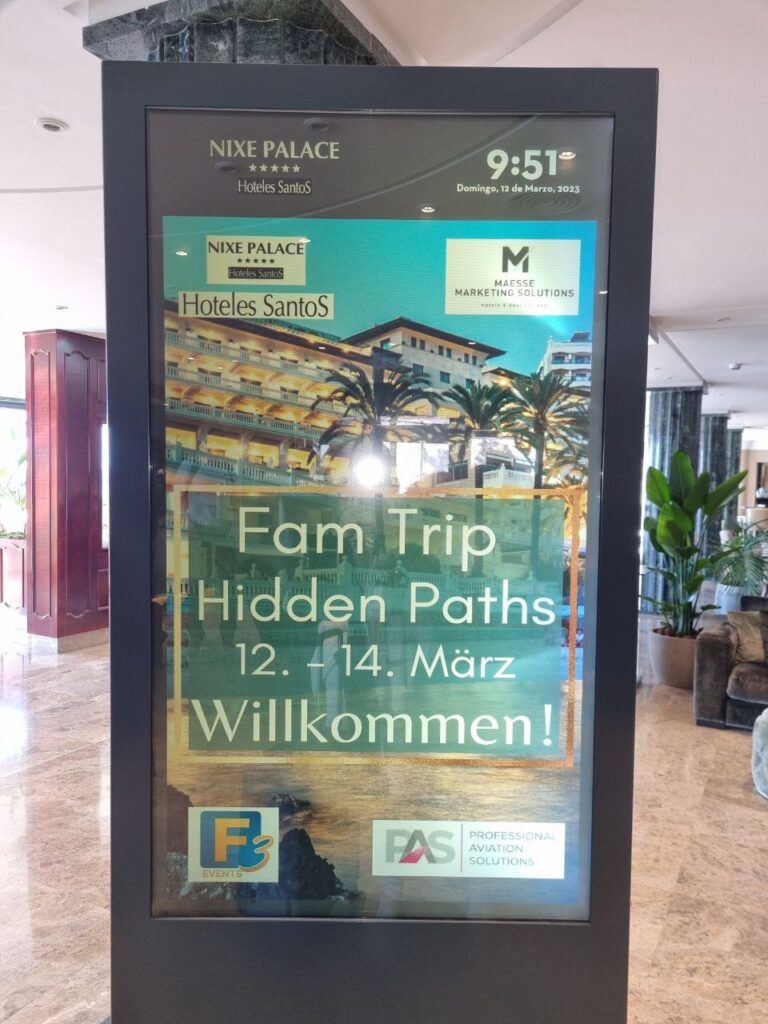 NIXE PALACE
★★★★★
Hoteles SantoS
9:51
Domingo, 12 de Marzo, 2023
NIXE PALACE
★★★★★
Hoteles SantoS
Hoteles SantoS
M
MAESSE
MARKETING SOLUTIONS
Fam Trip
Hidden Paths
12. - 14. März
Willkommen!
F3
EVENTS
PAS
PROFESSIONAL
AVIATION
SOLUTIONS